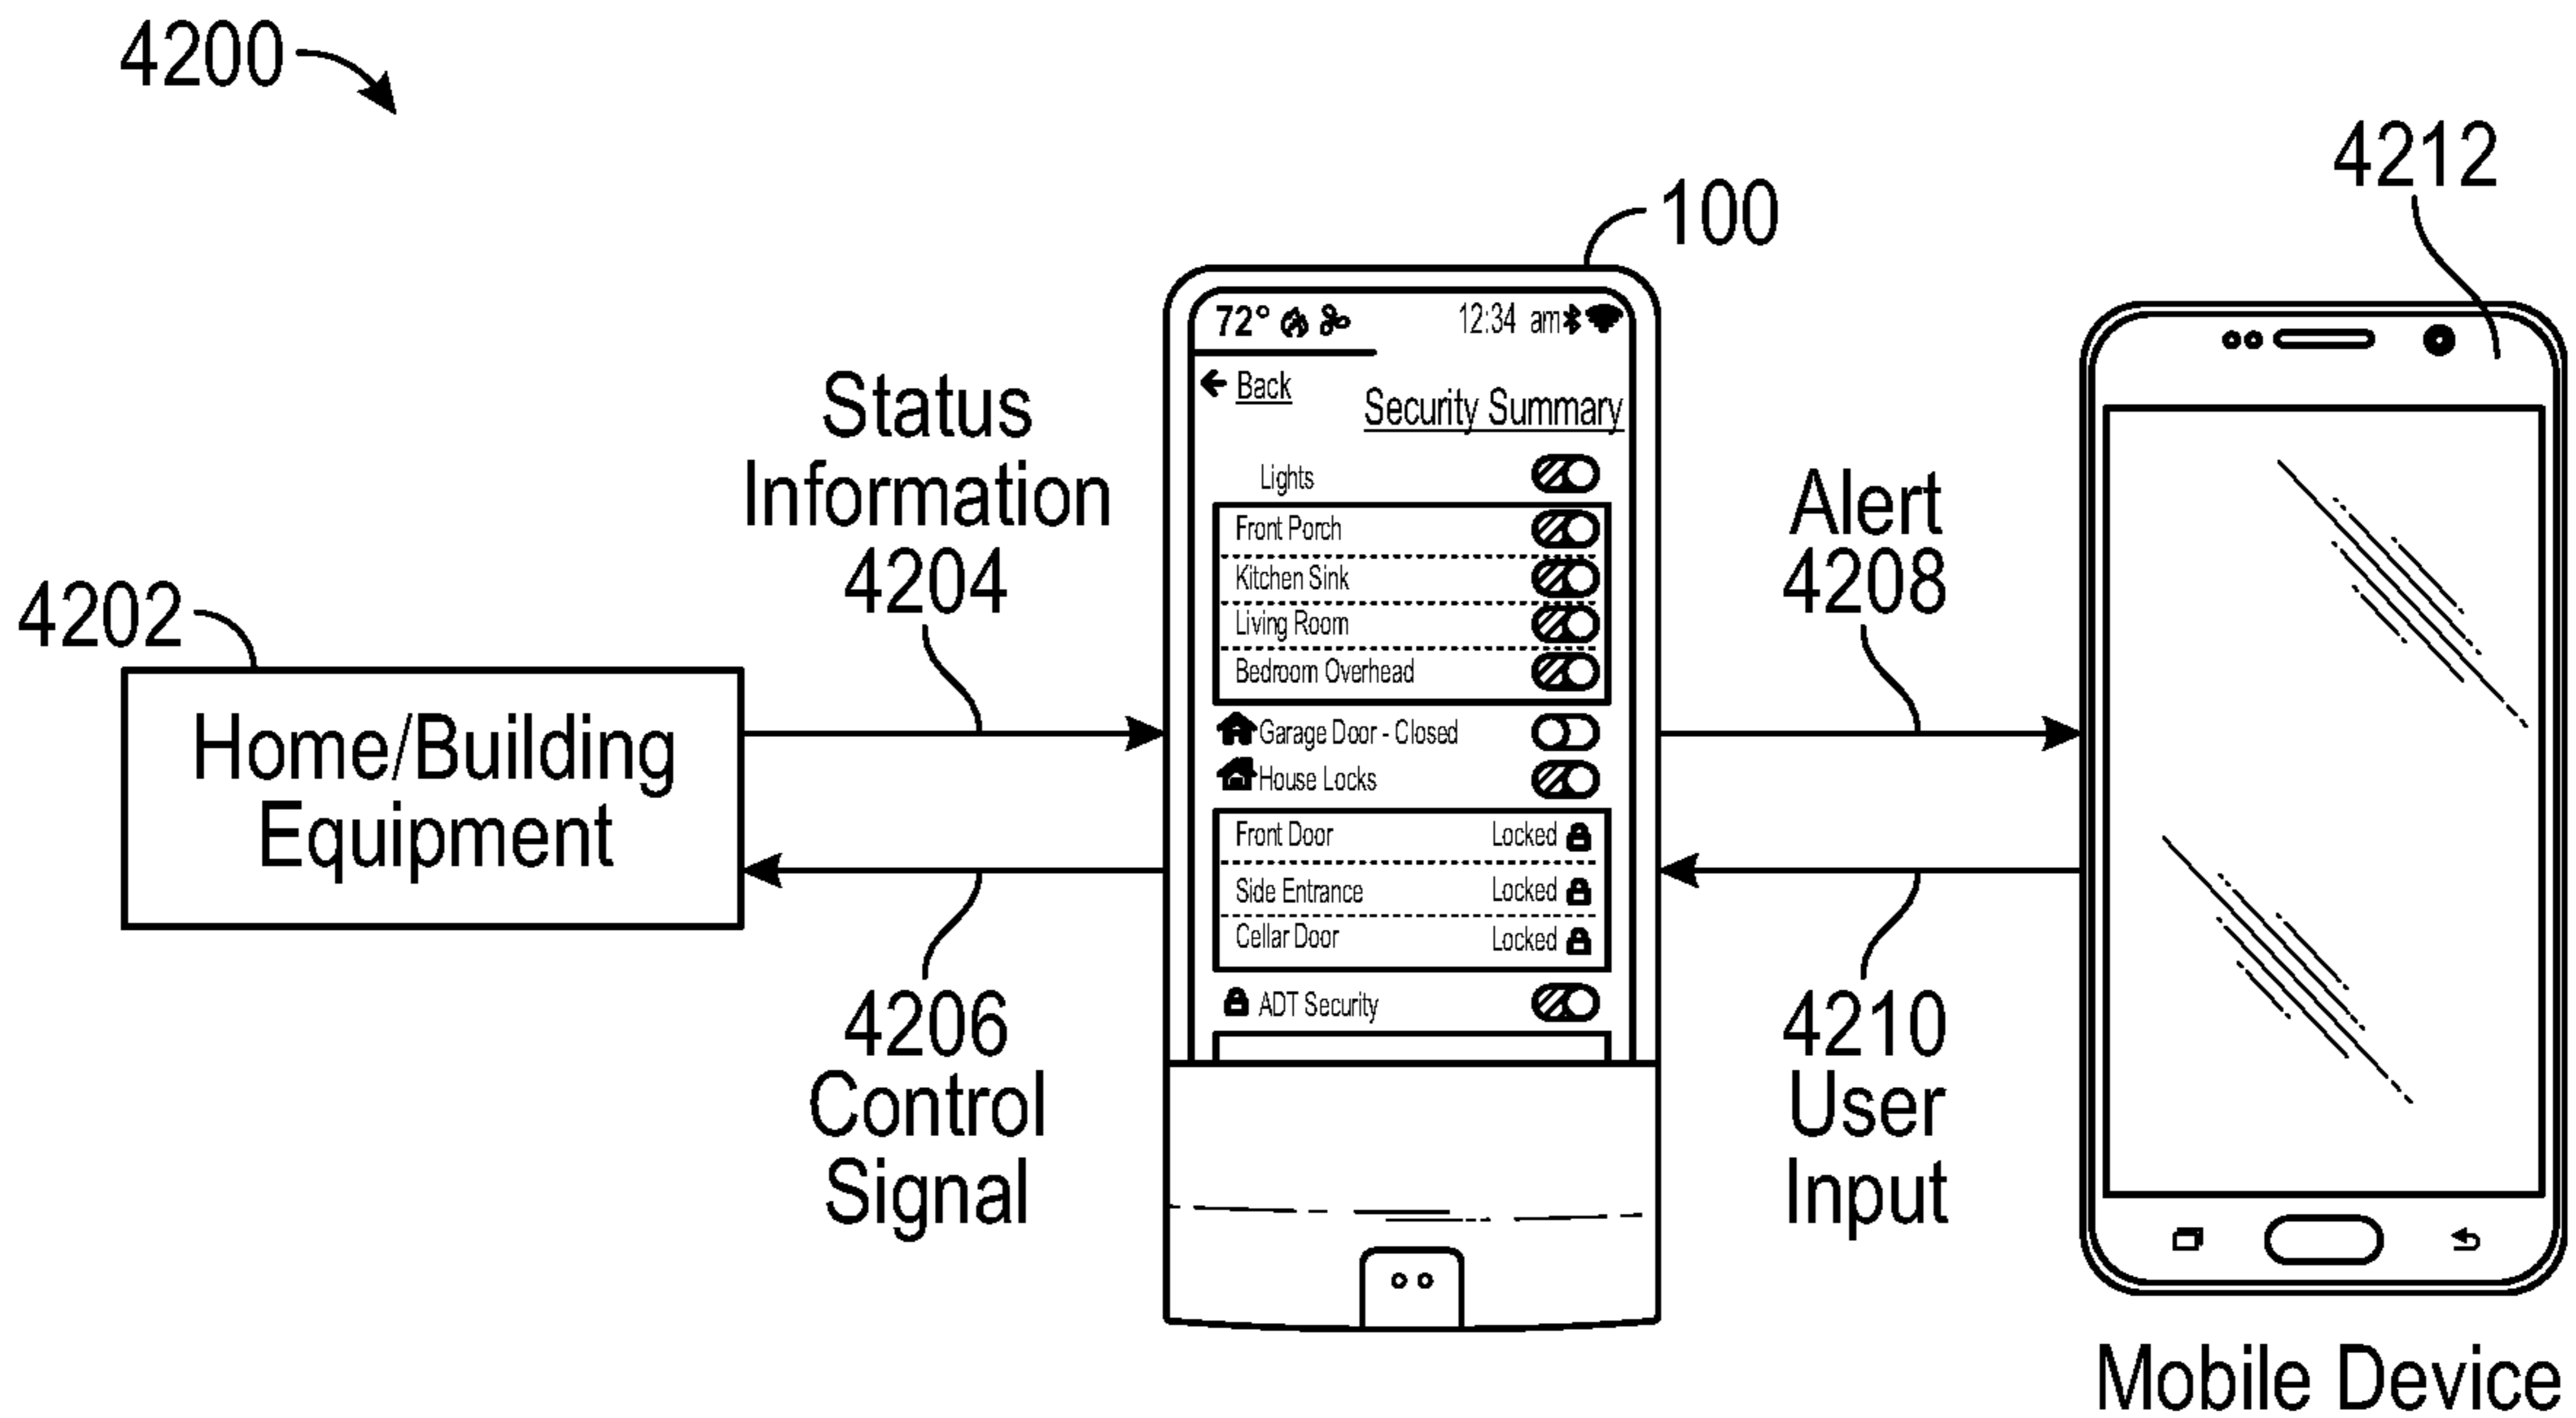 4200
4212
100
72° 12:34 am
Back
Security Summary
Status
Information
4204
Lights
Front Porch
Kitchen Sink
Living Room
Bedroom Overhead
Garage Door - Closed
House Locks
Front Door Locked
Side Entrance Locked
Cellar Door Locked
ADT Security
Alert
4208
4202
Home/Building
Equipment
4206
Control
Signal
4210
User
Input
Mobile Device